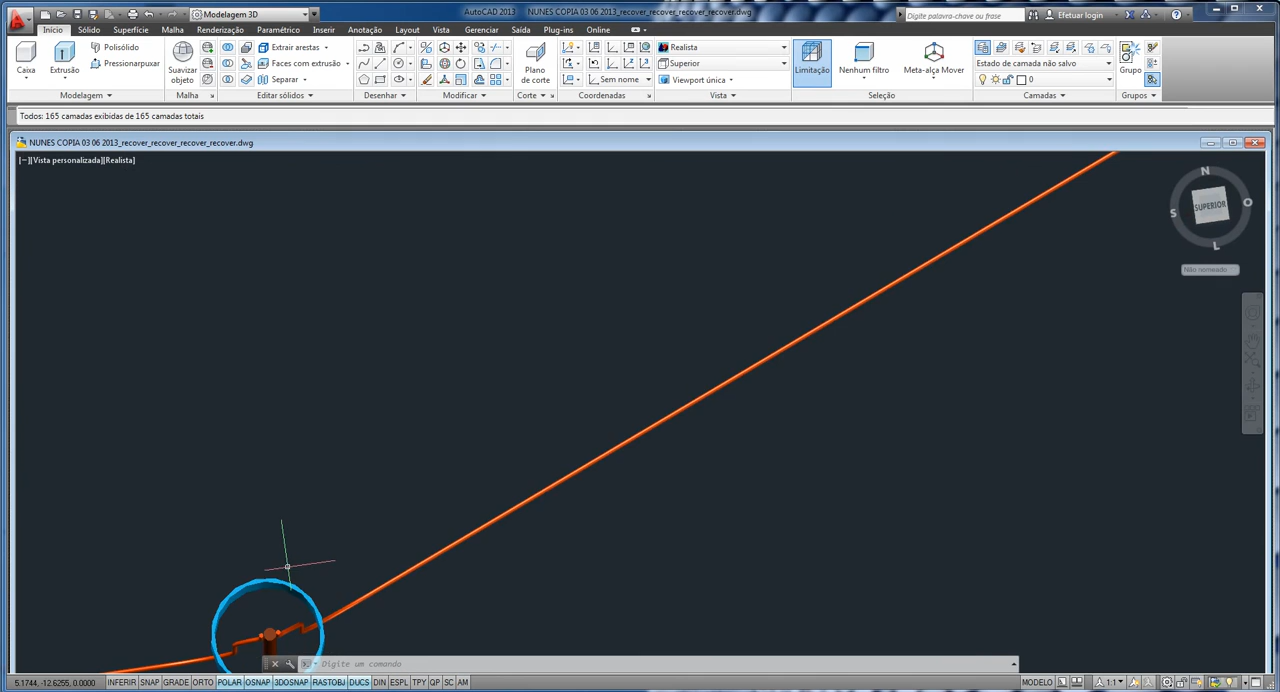 Modelagem 3D
AutoCAD 2013 NUNES COPIA 03 06 2013_recover_recover_recover_recover.dwg
Digite palavra-chave ou frase
Efetuar login
Início Sólido Superfície Malha Renderização Paramétrico Inserir Anotação Layout Vista Gerenciar Saída Plug-ins Online
Caixa
Extrusão
Polisólido
Pressionarpuxar
Suavizar objeto
Extrair arestas
Faces com extrusão
Separar
Plano de corte
Sem nome
Realista
Superior
Viewport única
Limitação
Nenhum filtro
Meta-alça Mover
Estado de camada não salvo
0
Grupo
Modelagem Malha Editar sólidos Desenhar Modificar Corte Coordenadas Vista Seleção Camadas Grupos
Todos: 165 camadas exibidas de 165 camadas totais
NUNES COPIA 03 06 2013_recover_recover_recover_recover.dwg
[−][Vista personalizada][Realista]
N
S
SUPERIOR
O
L
Não nomeado
Digite um comando
5.1744, -12.6255, 0.0000
INFERIR SNAP GRADE ORTO POLAR OSNAP 3DOSNAP RASTOBJ DUCS DIN ESPL TPY QP SC AM
MODELO
1:1